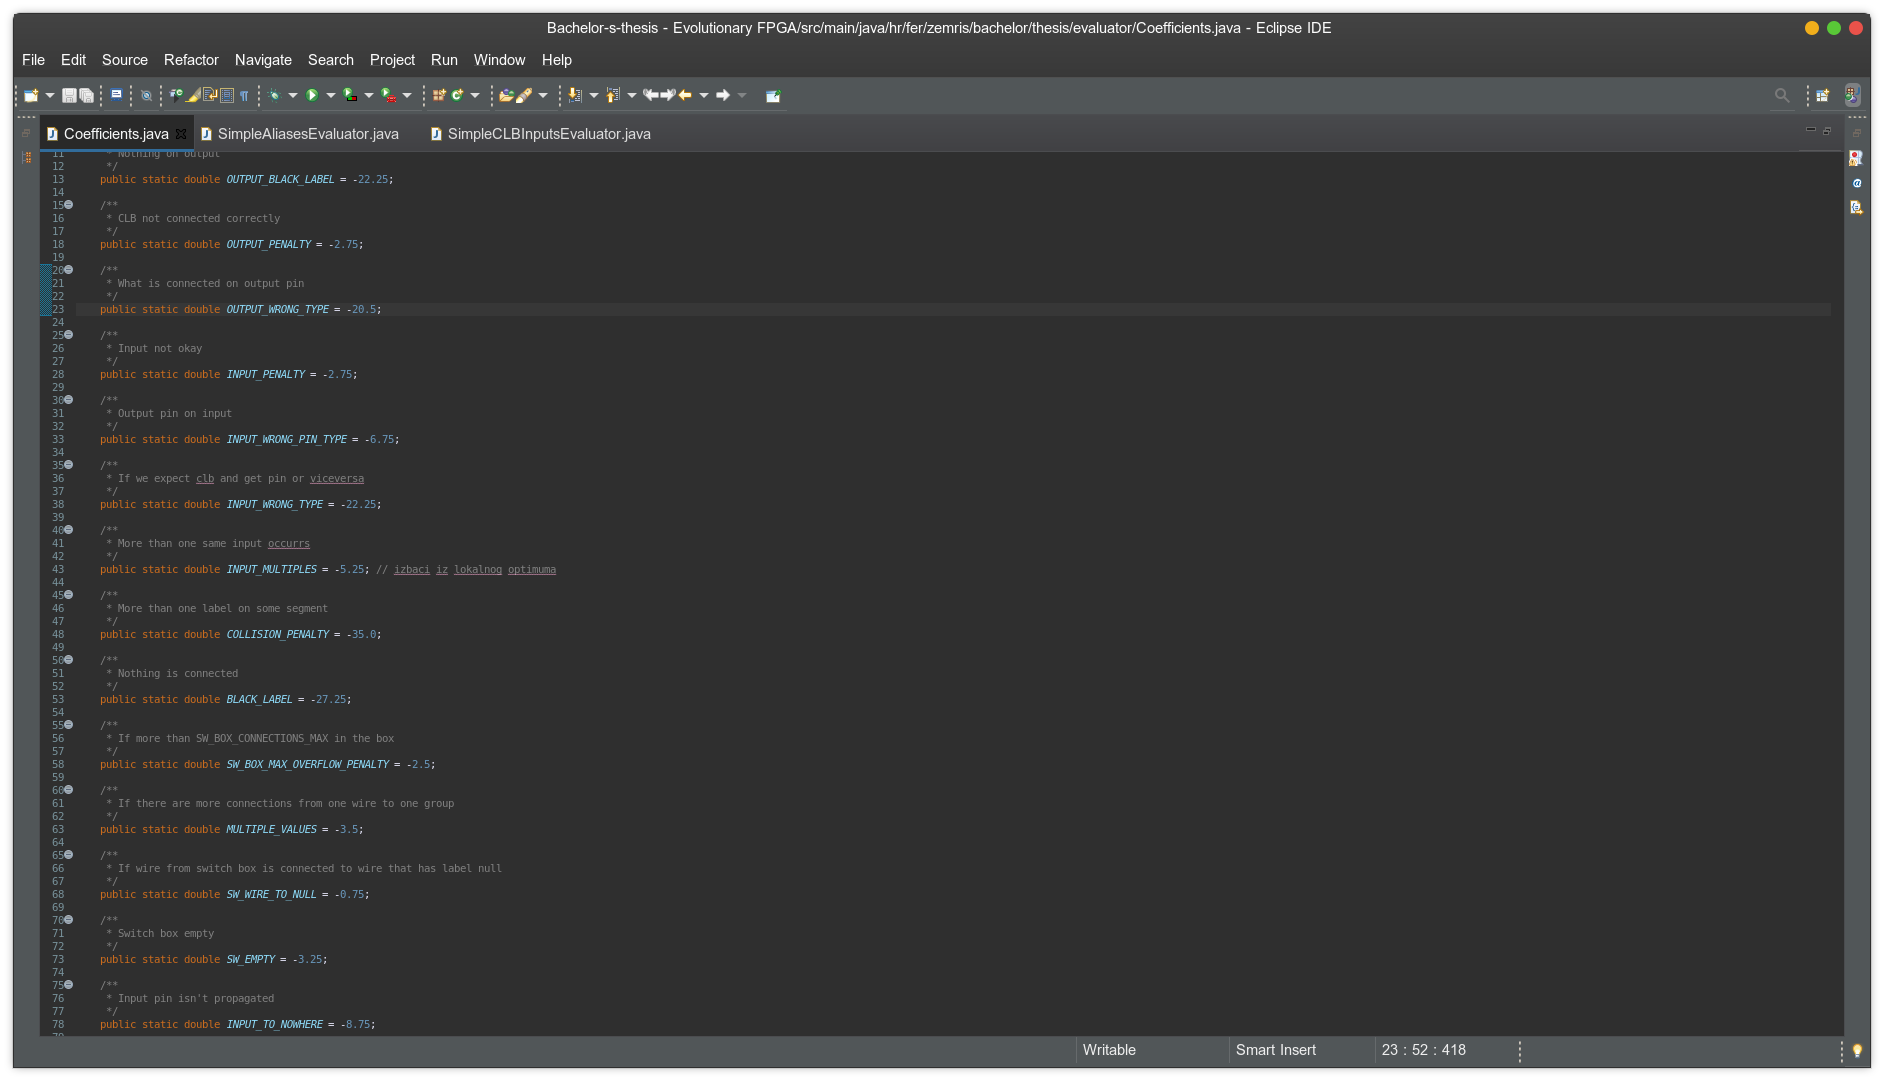 Bachelor-s-thesis - Evolutionary FPGA/src/main/java/hr/fer/zemris/bachelor/thesis/evaluator/Coefficients.java - Eclipse IDE
File Edit Source Refactor Navigate Search Project Run Window Help
Coefficients.java SimpleAliasesEvaluator.java SimpleCLBInputsEvaluator.java
11 * Nothing on output
12 */
13 public static double OUTPUT_BLACK_LABEL = -22.25;
14
15 /**
16 * CLB not connected correctly
17 */
18 public static double OUTPUT_PENALTY = -2.75;
19
20 /**
21 * What is connected on output pin
22 */
23 public static double OUTPUT_WRONG_TYPE = -20.5;
24
25 /**
26 * Input not okay
27 */
28 public static double INPUT_PENALTY = -2.75;
29
30 /**
31 * Output pin on input
32 */
33 public static double INPUT_WRONG_PIN_TYPE = -6.75;
34
35 /**
36 * If we expect clb and get pin or viceversa
37 */
38 public static double INPUT_WRONG_TYPE = -22.25;
39
40 /**
41 * More than one same input occurrs
42 */
43 public static double INPUT_MULTIPLES = -5.25; // izbaci iz lokalnog optimuma
44
45 /**
46 * More than one label on some segment
47 */
48 public static double COLLISION_PENALTY = -35.0;
49
50 /**
51 * Nothing is connected
52 */
53 public static double BLACK_LABEL = -27.25;
54
55 /**
56 * If more than SW_BOX_CONNECTIONS_MAX in the box
57 */
58 public static double SW_BOX_MAX_OVERFLOW_PENALTY = -2.5;
59
60 /**
61 * If there are more connections from one wire to one group
62 */
63 public static double MULTIPLE_VALUES = -3.5;
64
65 /**
66 * If wire from switch box is connected to wire that has label null
67 */
68 public static double SW_WIRE_TO_NULL = -0.75;
69
70 /**
71 * Switch box empty
72 */
73 public static double SW_EMPTY = -3.25;
74
75 /**
76 * Input pin isn't propagated
77 */
78 public static double INPUT_TO_NOWHERE = -8.75;
79
Writable Smart Insert 23 : 52 : 418